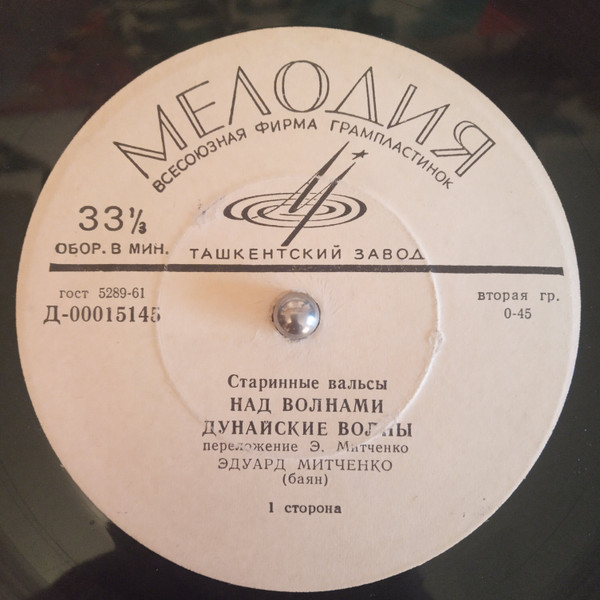 МЕЛОДИЯ
ВСЕСОЮЗНАЯ ФИРМА ГРАМПЛАСТИНОК
33⅓
ОБОР. В МИН.
ТАШКЕНТСКИЙ ЗАВОД
гост 5289-61
Д-00015145
вторая гр.
0-45
Старинные вальсы
НАД ВОЛНАМИ
ДУНАЙСКИЕ ВОЛНЫ
переложение Э. Митченко
ЭДУАРД МИТЧЕНКО
(баян)
1 сторона